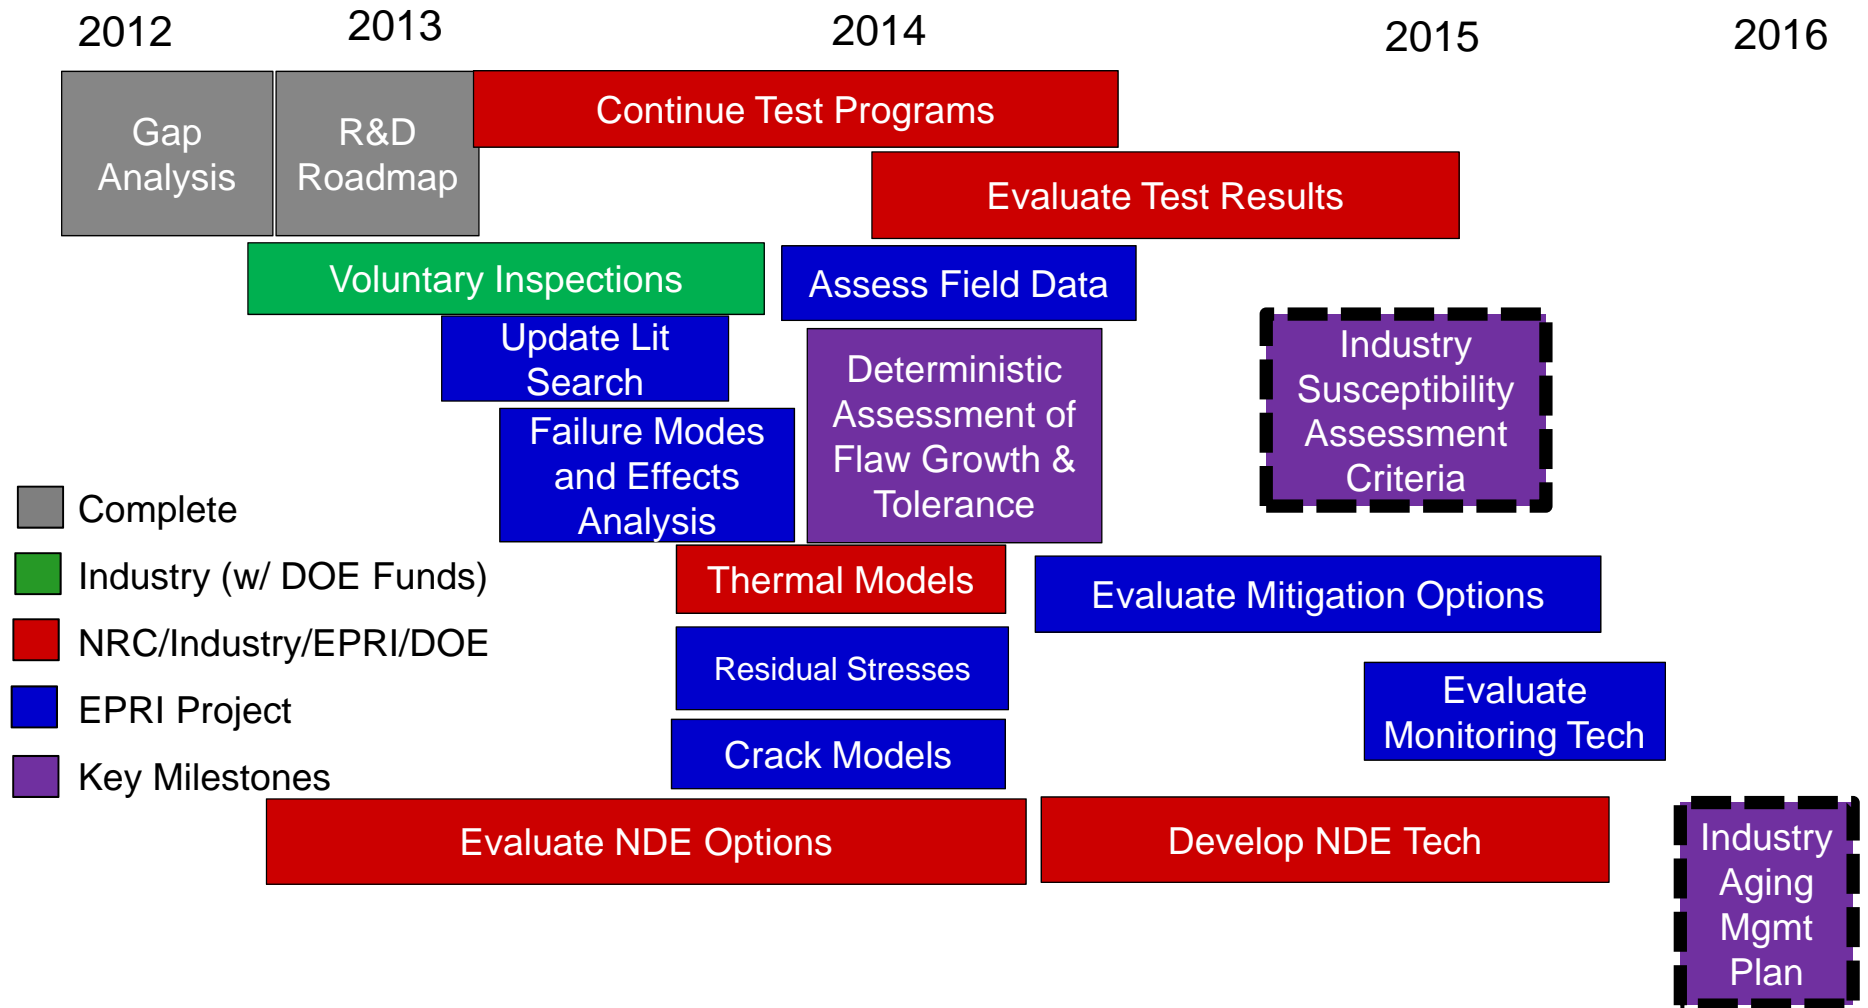 2012
2013
2014
2015
2016
Gap
Analysis
R&D
Roadmap
Continue Test Programs
Evaluate Test Results
Voluntary Inspections
Assess Field Data
Update Lit
Search
Deterministic
Assessment of
Flaw Growth &
Tolerance
Industry
Susceptibility
Assessment
Criteria
Failure Modes
and Effects
Analysis
Complete
Industry (w/ DOE Funds)
NRC/Industry/EPRI/DOE
EPRI Project
Key Milestones
Thermal Models
Evaluate Mitigation Options
Residual Stresses
Evaluate
Monitoring Tech
Crack Models
Evaluate NDE Options
Develop NDE Tech
Industry
Aging
Mgmt
Plan